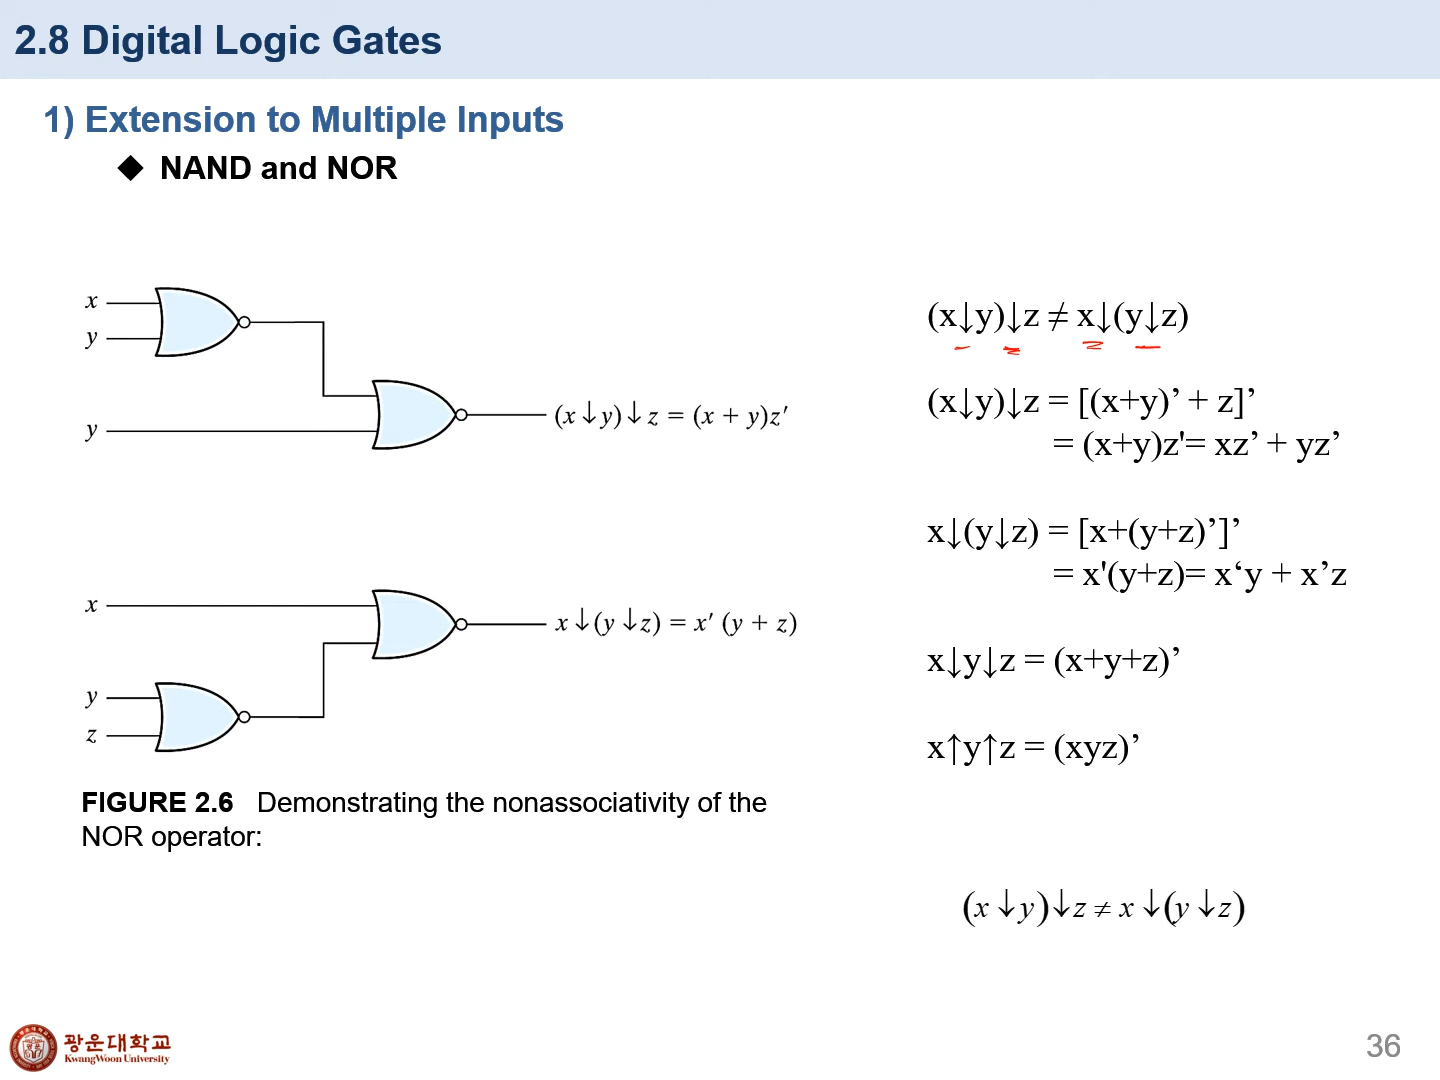 2.8 Digital Logic Gates
1) Extension to Multiple Inputs
◆ NAND and NOR
x
y
y
(x↓y)↓z = (x + y)z′
x
y
z
x↓(y↓z) = x′ (y + z)
FIGURE 2.6 Demonstrating the nonassociativity of the
NOR operator:
(x↓y)↓z ≠ x↓(y↓z)
(x↓y)↓z = [(x+y)’ + z]’
= (x+y)z'= xz’ + yz’
x↓(y↓z) = [x+(y+z)’]’
= x'(y+z)= x‘y + x’z
x↓y↓z = (x+y+z)’
x↑y↑z = (xyz)’
(x↓y)↓z ≠ x↓(y↓z)
광운대학교
KwangWoon University
36